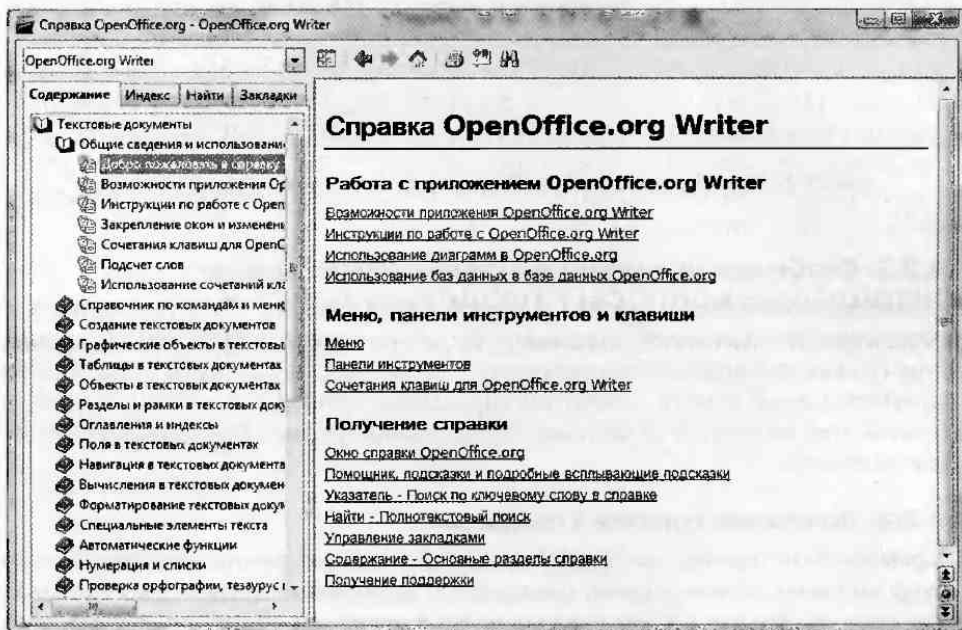 Справка OpenOffice.org - OpenOffice.org Writer
OpenOffice.org Writer
Содержание Индекс Найти Закладки
Текстовые документы
Общие сведения и использовани
Добро пожаловать в справку
Возможности приложения Op
Инструкции по работе с Open
Закрепление окон и изменени
Сочетания клавиш для OpenO
Подсчет слов
Использование сочетаний кла
Справочник по командам и меню
Создание текстовых документов
Графические объекты в текстовы
Таблицы в текстовых документах
Объекты в текстовых документах
Разделы и рамки в текстовых доку
Оглавления и индексы
Поля в текстовых документах
Навигация в текстовых документа
Вычисления в текстовых докумен
Форматирование текстовых докум
Специальные элементы текста
Автоматические функции
Нумерация и списки
Проверка орфографии, тезаурус и
Справка OpenOffice.org Writer
Работа с приложением OpenOffice.org Writer
Возможности приложения OpenOffice.org Writer
Инструкции по работе с OpenOffice.org Writer
Использование диаграмм в OpenOffice.org
Использование баз данных в базе данных OpenOffice.org
Меню, панели инструментов и клавиши
Меню
Панели инструментов
Сочетания клавиш для OpenOffice.org Writer
Получение справки
Окно справки OpenOffice.org
Помощник, подсказки и подробные всплывающие подсказки
Указатель - Поиск по ключевому слову в справке
Найти - Полнотекстовый поиск
Управление закладками
Содержание - Основные разделы справки
Получение поддержки